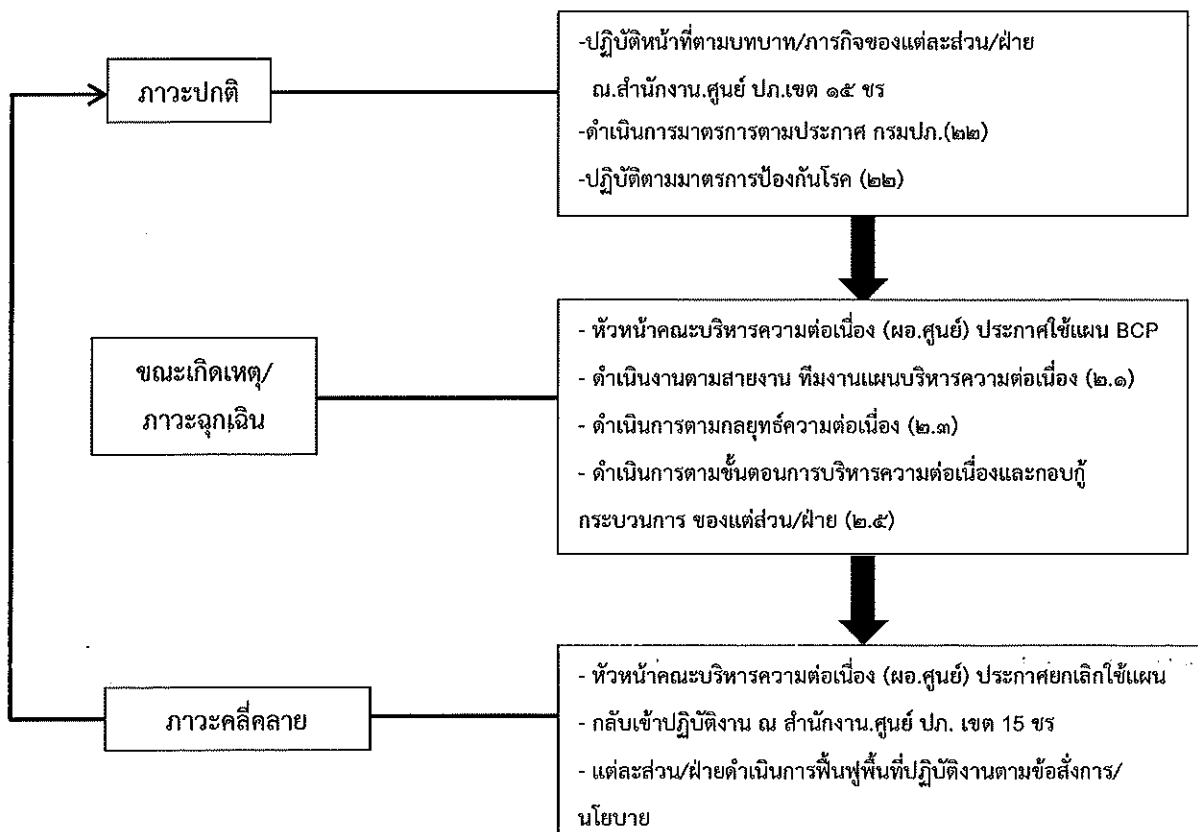 ภาวะปกติ
-ปฏิบัติหน้าที่ตามบทบาท/ภารกิจของแต่ละส่วน/ฝ่าย
ณ.สำนักงาน.ศูนย์ ปภ.เขต ๑๕ ชร
-ดำเนินการมาตรการตามประกาศ กรมปภ.(๒๒)
-ปฏิบัติตามมาตรการป้องกันโรค (๒๒)
ขณะเกิดเหตุ/
ภาวะฉุกเฉิน
- หัวหน้าคณะบริหารความต่อเนื่อง (ผอ.ศูนย์) ประกาศใช้แผน BCP
- ดำเนินงานตามสายงาน ทีมงานแผนบริหารความต่อเนื่อง (๒.๑)
- ดำเนินการตามกลยุทธ์ความต่อเนื่อง (๒.๓)
- ดำเนินการตามขั้นตอนการบริหารความต่อเนื่องและกอบกู้
กระบวนการ ของแต่ส่วน/ฝ่าย (๒.๕)
ภาวะคลี่คลาย
- หัวหน้าคณะบริหารความต่อเนื่อง (ผอ.ศูนย์) ประกาศยกเลิกใช้แผน
- กลับเข้าปฏิบัติงาน ณ สำนักงาน.ศูนย์ ปภ. เขต 15 ชร
- แต่ละส่วน/ฝ่ายดำเนินการฟื้นฟูพื้นที่ปฏิบัติงานตามข้อสั่งการ/
นโยบาย